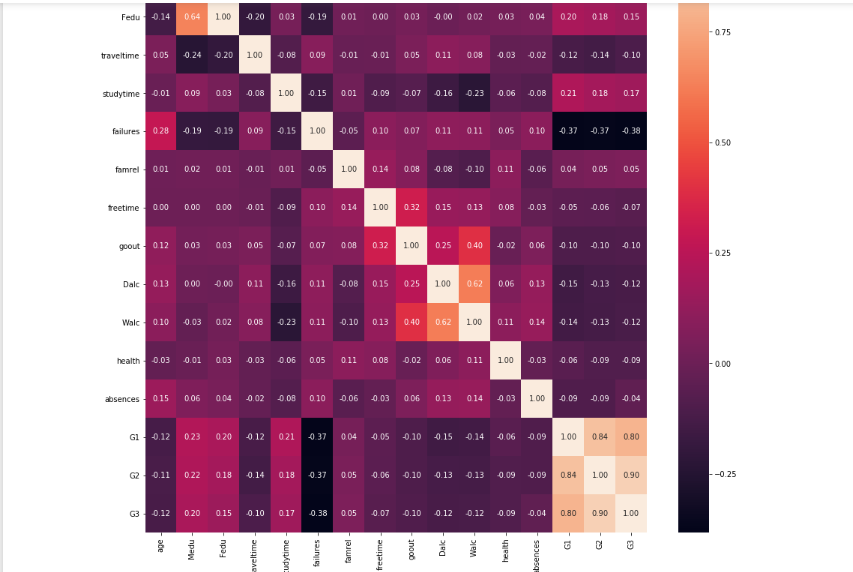 Fedu -0.14 0.64 1.00 -0.20 0.03 -0.19 0.01 0.00 0.03 -0.00 0.02 0.03 0.04 0.20 0.18 0.15
0.75
traveltime 0.05 -0.24 -0.20 1.00 -0.08 0.09 -0.01 -0.01 0.05 0.11 0.08 -0.03 -0.02 -0.12 -0.14 -0.10
studytime -0.01 0.09 0.03 -0.08 1.00 -0.15 0.01 -0.09 -0.07 -0.16 -0.23 -0.06 -0.08 0.21 0.18 0.17
failures 0.28 -0.19 -0.19 0.09 -0.15 1.00 -0.05 0.10 0.07 0.11 0.11 0.05 0.10 -0.37 -0.37 -0.38
0.50
famrel 0.01 0.02 0.01 -0.01 0.01 -0.05 1.00 0.14 0.08 -0.08 -0.10 0.11 -0.06 0.04 0.05 0.05
freetime 0.00 0.00 0.00 -0.01 -0.09 0.10 0.14 1.00 0.32 0.15 0.13 0.08 -0.03 -0.05 -0.06 -0.07
goout 0.12 0.03 0.03 0.05 -0.07 0.07 0.08 0.32 1.00 0.25 0.40 -0.02 0.06 -0.10 -0.10 -0.10
0.25
Dalc 0.13 0.00 -0.00 0.11 -0.16 0.11 -0.08 0.15 0.25 1.00 0.62 0.06 0.13 -0.15 -0.13 -0.12
Walc 0.10 -0.03 0.02 0.08 -0.23 0.11 -0.10 0.13 0.40 0.62 1.00 0.11 0.14 -0.14 -0.13 -0.12
health -0.03 -0.01 0.03 -0.03 -0.06 0.05 0.11 0.08 -0.02 0.06 0.11 1.00 -0.03 -0.06 -0.09 -0.09
0.00
absences 0.15 0.06 0.04 -0.02 -0.08 0.10 -0.06 -0.03 0.06 0.13 0.14 -0.03 1.00 -0.09 -0.09 -0.04
G1 -0.12 0.23 0.20 -0.12 0.21 -0.37 0.04 -0.05 -0.10 -0.15 -0.14 -0.06 -0.09 1.00 0.84 0.80
G2 -0.11 0.22 0.18 -0.14 0.18 -0.37 0.05 -0.06 -0.10 -0.13 -0.13 -0.09 -0.09 0.84 1.00 0.90
-0.25
G3 -0.12 0.20 0.15 -0.10 0.17 -0.38 0.05 -0.07 -0.10 -0.12 -0.12 -0.09 -0.04 0.80 0.90 1.00
age Medu Fedu aveltime tudytime failures famrel freetime goout Dalc Walc health bsences G1 G2 G3